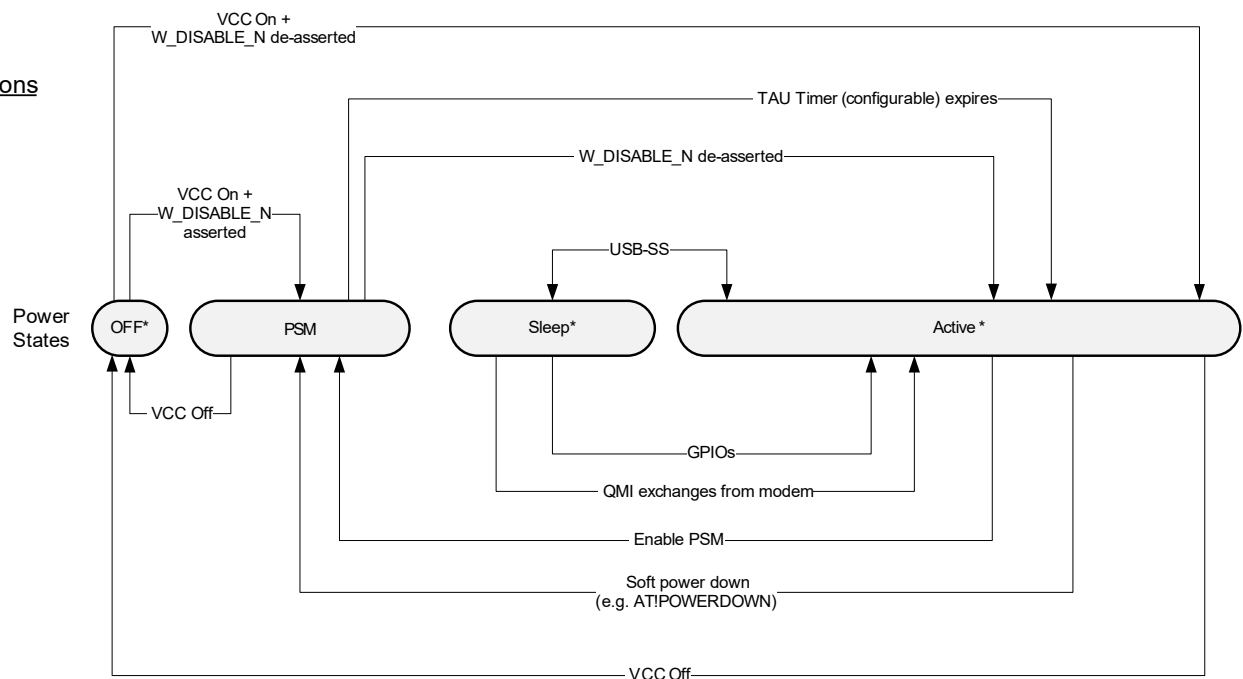 VCC On +
W_DISABLE_N de-asserted
ons
TAU Timer (configurable) expires
W_DISABLE_N de-asserted
VCC On +
W_DISABLE_N
asserted
USB-SS
Power
States
OFF*
PSM
Sleep*
Active *
VCC Off
GPIOs
QMI exchanges from modem
Enable PSM
Soft power down
(e.g. AT!POWERDOWN)
VCC Off